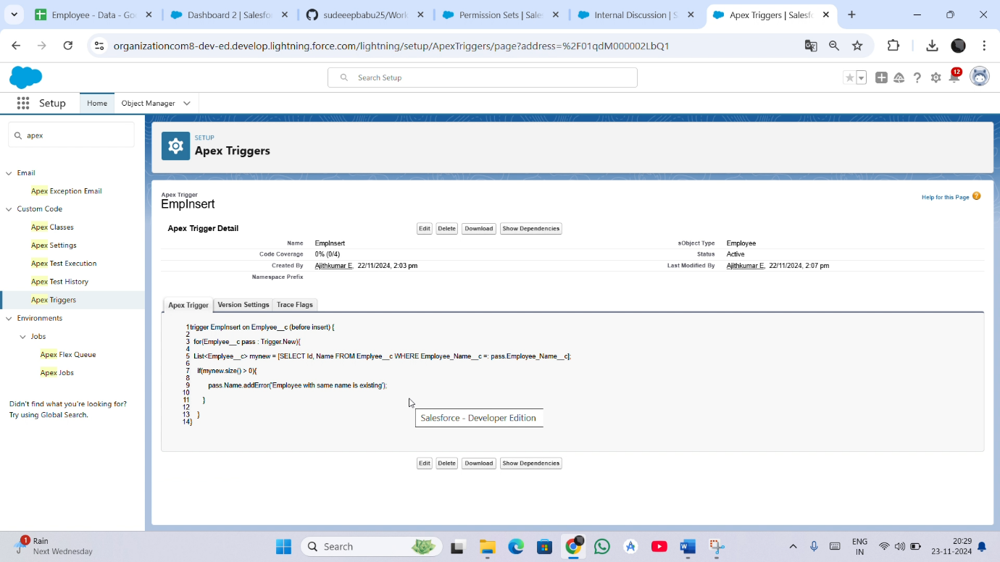 Employee - Data - Go
Dashboard 2 | Salesfo
sudeeepbabu25/Work
Permission Sets | Sale
Internal Discussion | S
Apex Triggers | Salesf
organizationcom8-dev-ed.develop.lightning.force.com/lightning/setup/ApexTriggers/page?address=%2F01qdM000002LbQ1
Search Setup
12
Setup
Home
Object Manager
apex
SETUP
Apex Triggers
Email
Apex Exception Email
Custom Code
Apex Classes
Apex Settings
Apex Test Execution
Apex Test History
Apex Triggers
Environments
Jobs
Apex Flex Queue
Apex Jobs
Didn't find what you're looking for?
Try using Global Search.
Apex Trigger
EmpInsert
Help for this Page
Apex Trigger Detail
Edit Delete Download Show Dependencies
Name EmpInsert sObject Type Employee
Code Coverage 0% (0/4) Status Active
Created By Ajithkumar E, 22/11/2024, 2:03 pm Last Modified By Ajithkumar E, 22/11/2024, 2:07 pm
Namespace Prefix
Apex Trigger Version Settings Trace Flags
1 trigger EmpInsert on Emplyee__c (before insert) {
2
3 for(Emplyee__c pass : Trigger.New){
4
5 List<Emplyee__c> mynew = [SELECT Id, Name FROM Emplyee__c WHERE Employee_Name__c =: pass.Employee_Name__c];
6
7 if(mynew.size() > 0){
8
9 pass.Name.addError('Employee with same name is existing');
10
11 }
12
13 }
14 }
Salesforce - Developer Edition
Edit Delete Download Show Dependencies
1
Rain
Next Wednesday
Search
ENG
IN
20:29
23-11-2024